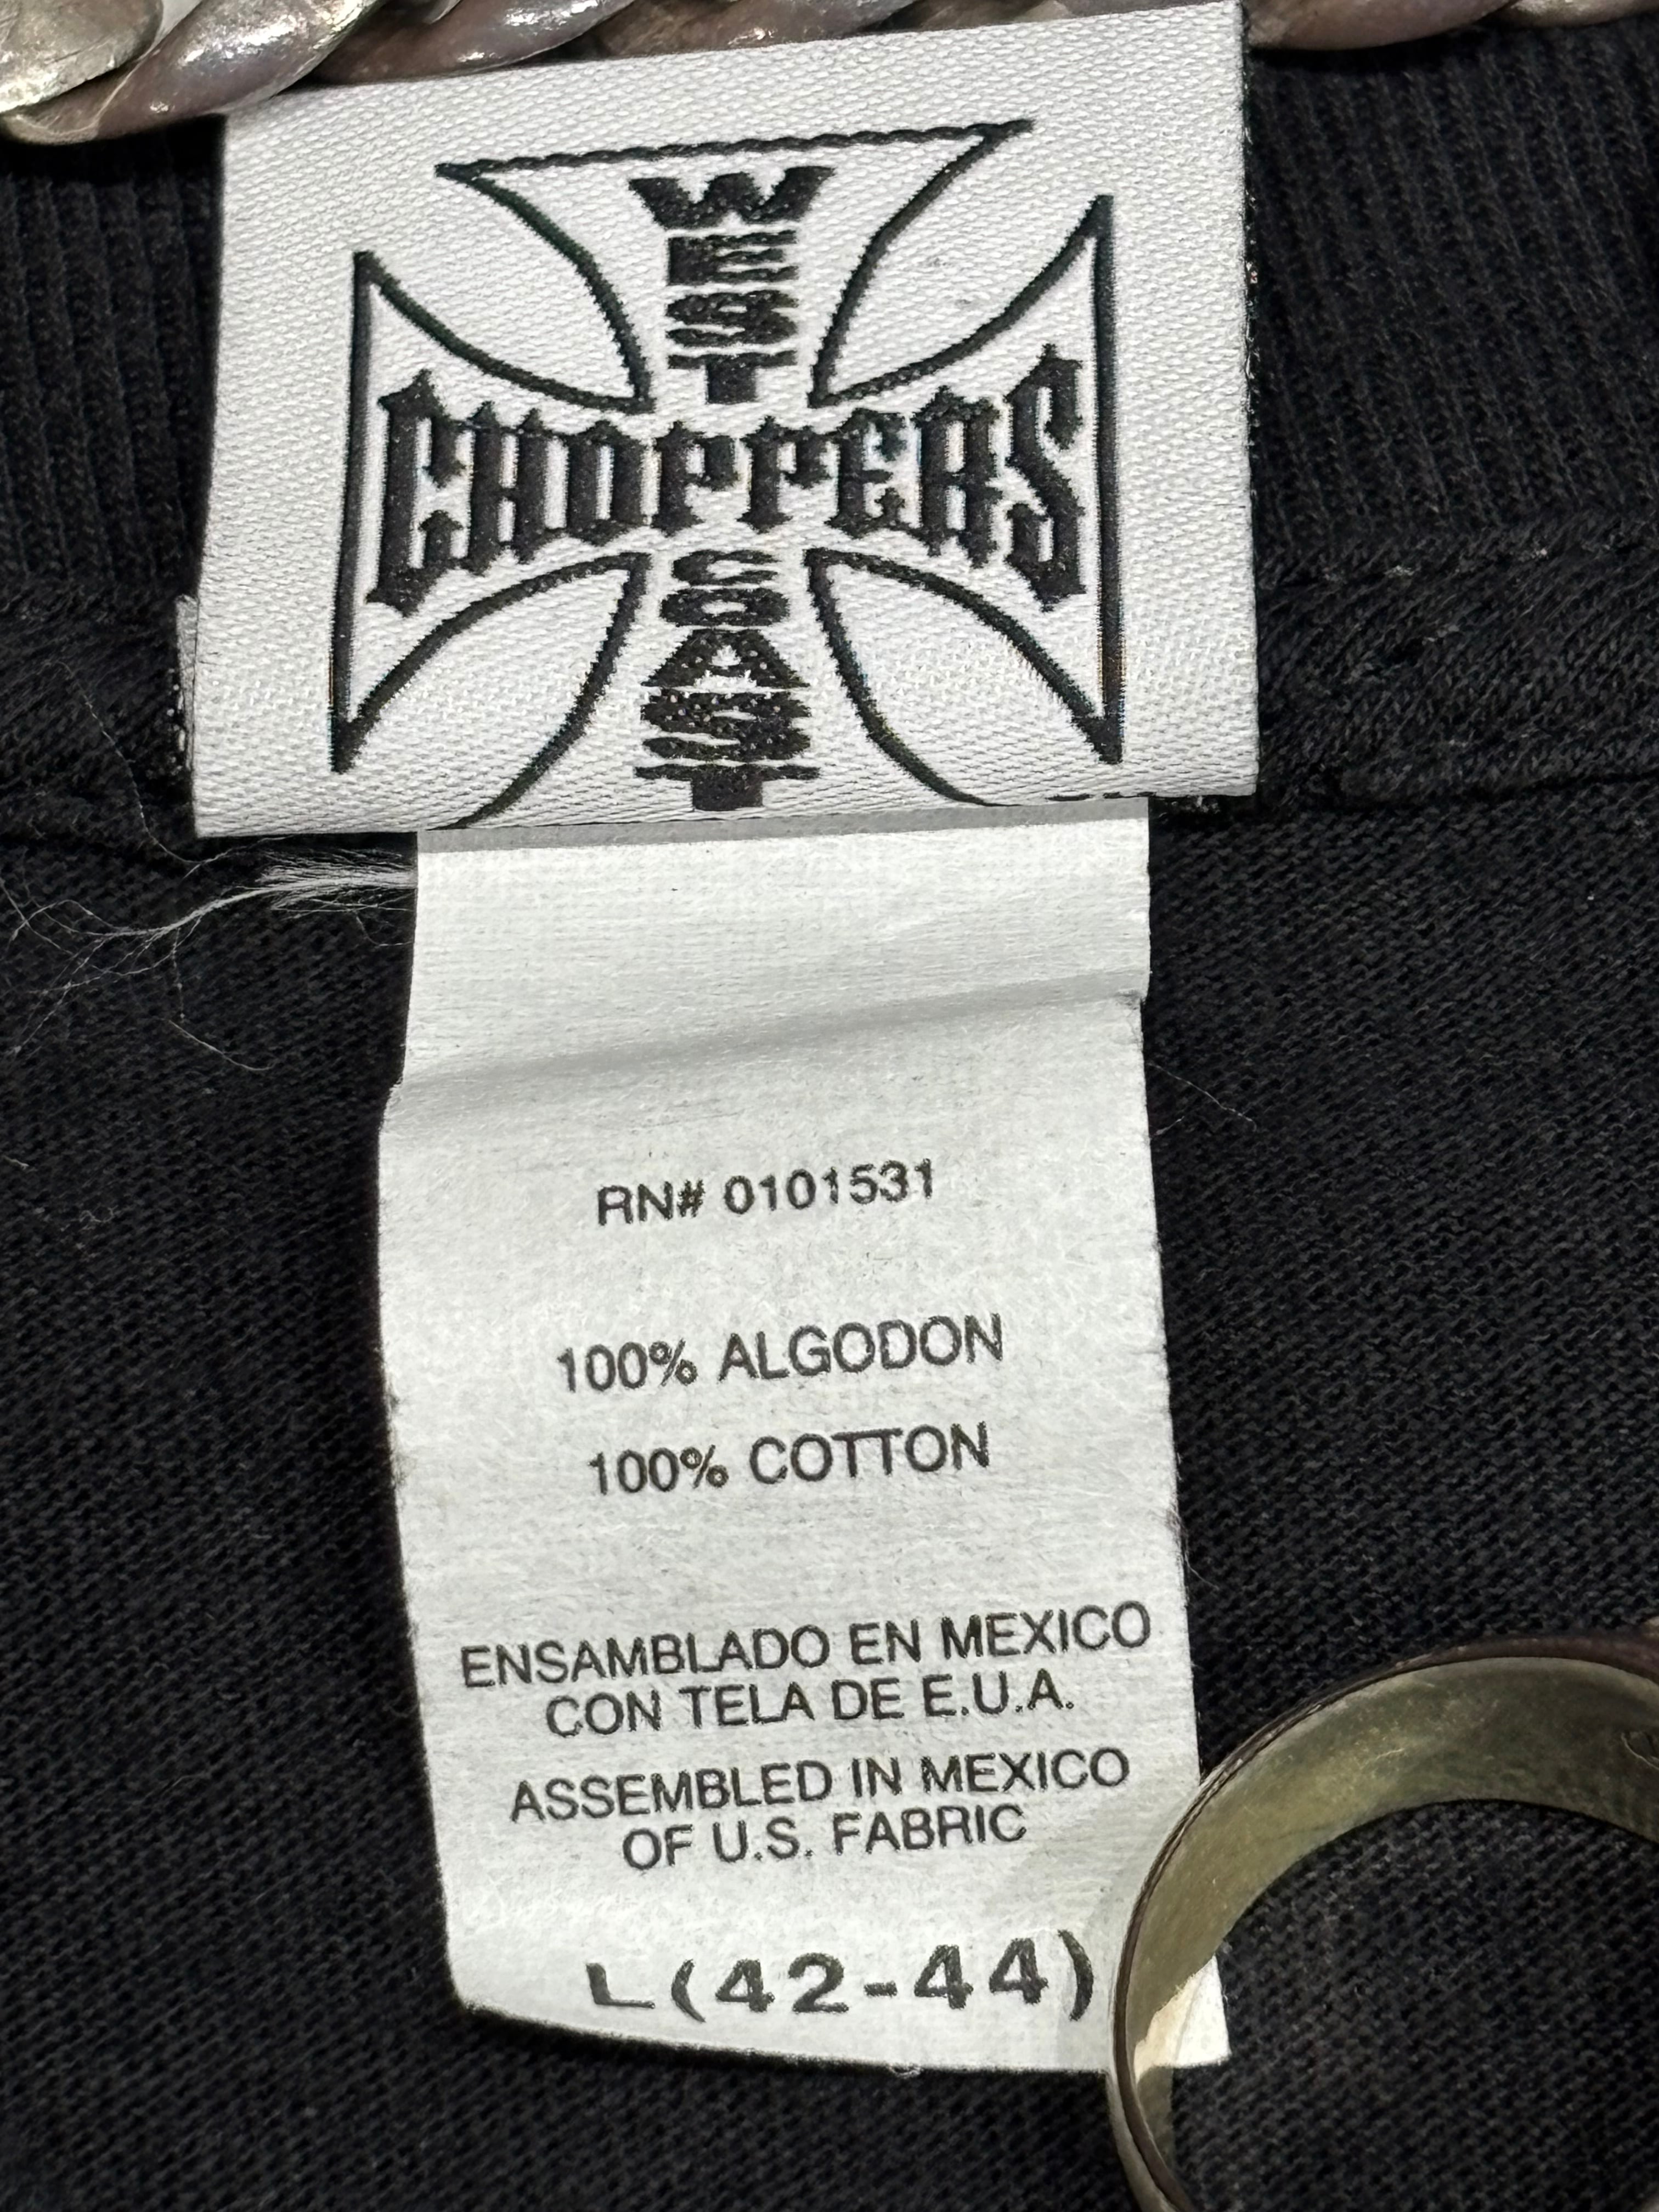 WEST
CHOPPERS
COAST
RN# 0101531
100% ALGODON
100% COTTON
ENSAMBLADO EN MEXICO
CON TELA DE E.U.A.
ASSEMBLED IN MEXICO
OF U.S. FABRIC
L(42-44)